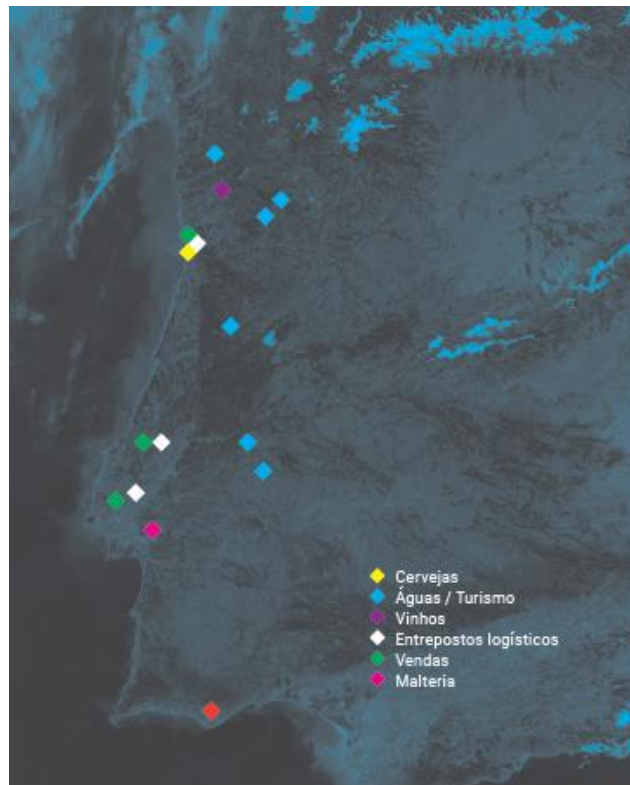 Cervejas
Águas / Turismo
Vinhos
Entrepostos logísticos
Vendas
Malteria